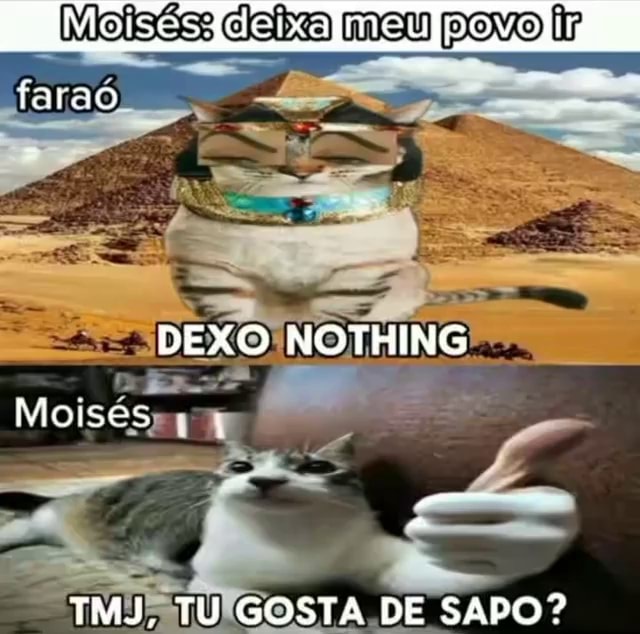 Moisés: deixa meu povo ir
faraó
DEXO NOTHING
Moisés
TMJ, TU GOSTA DE SAPO?